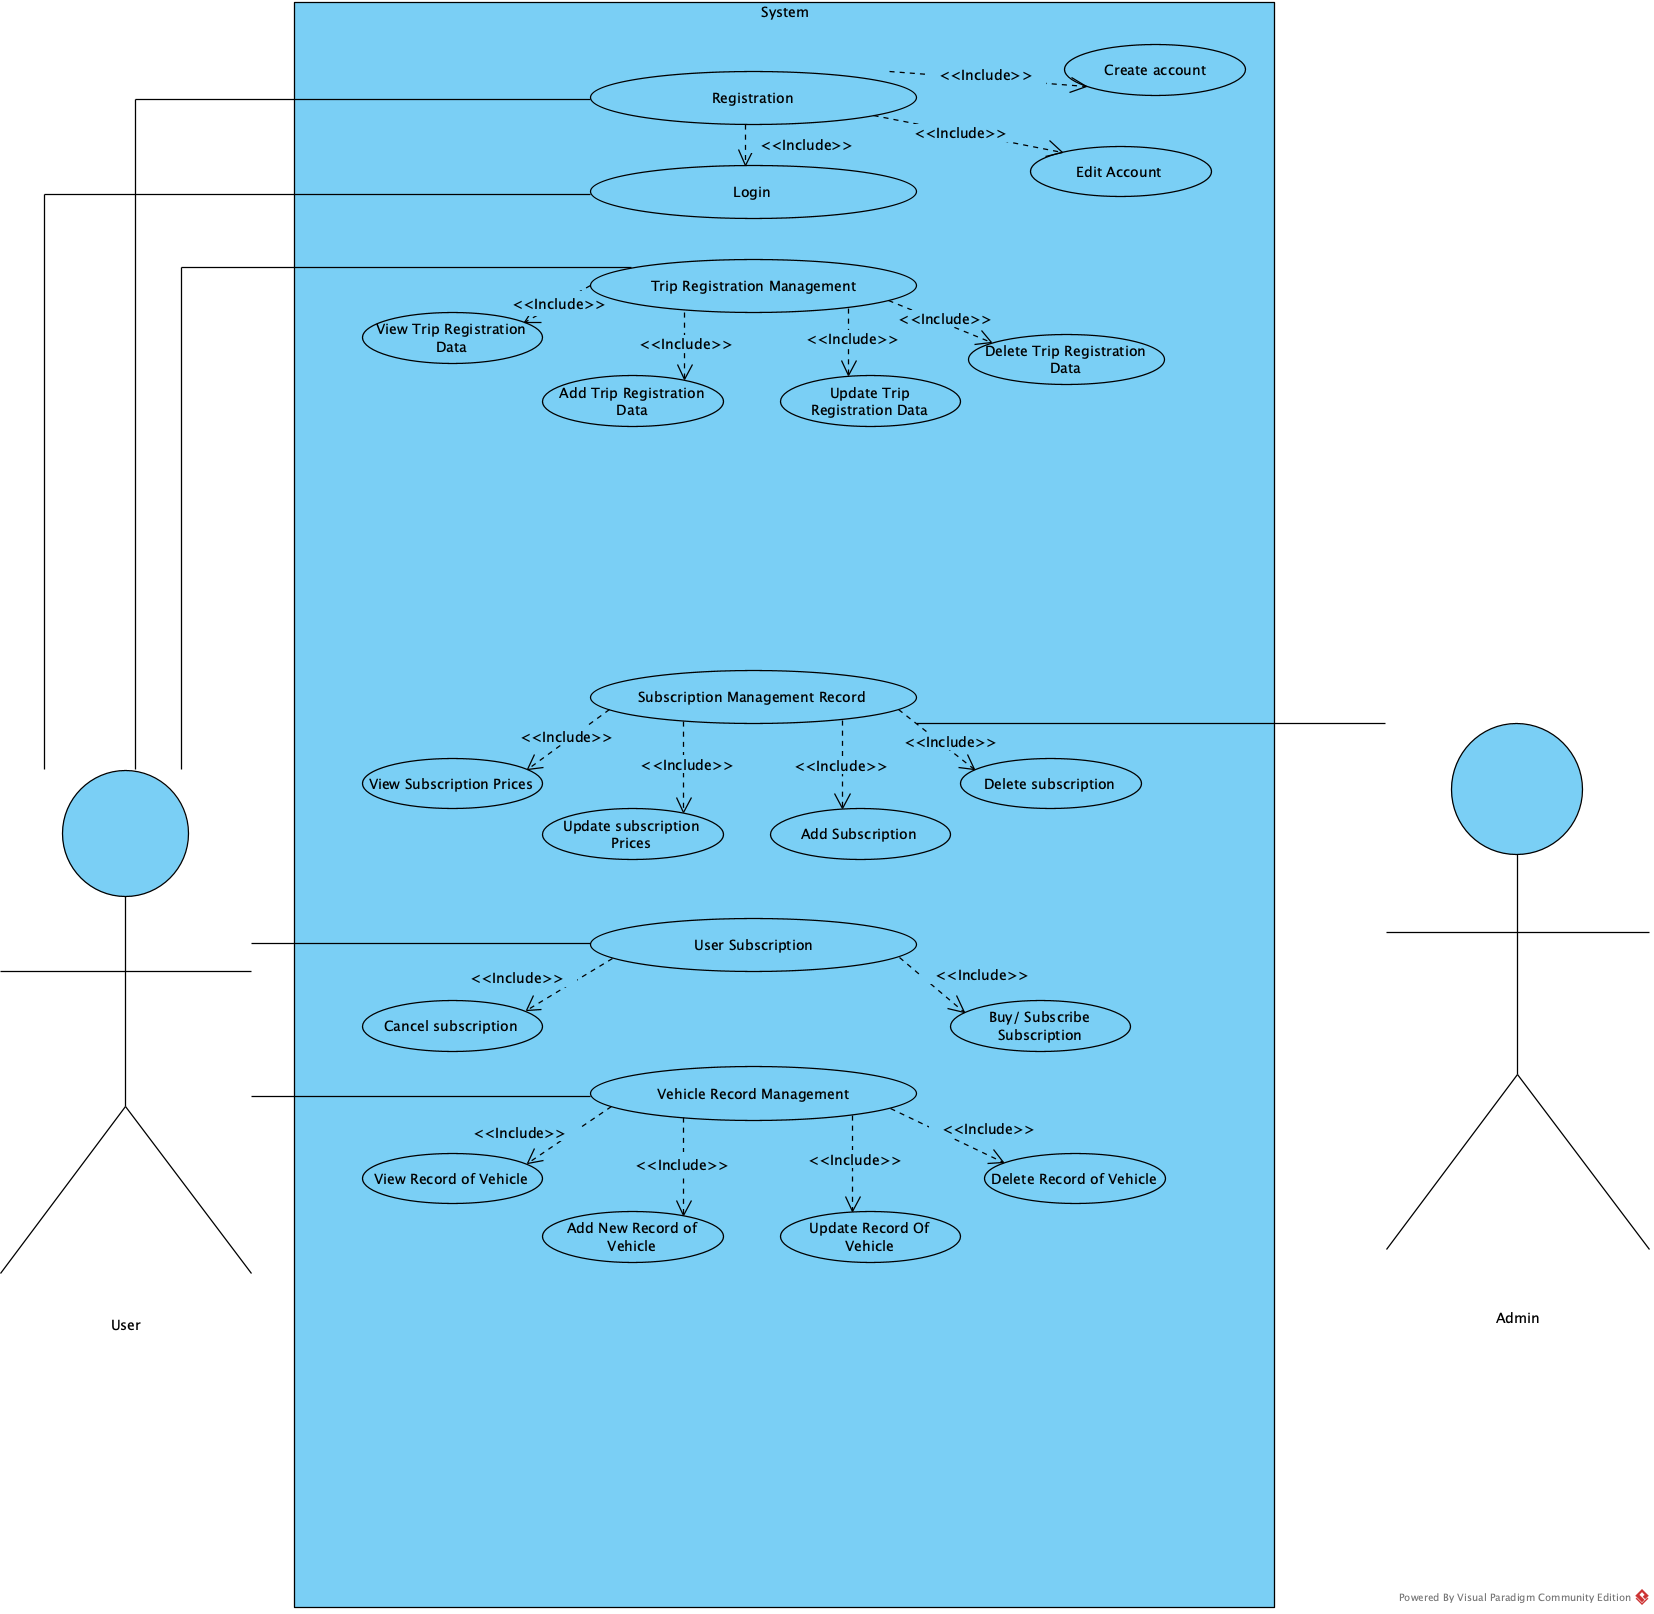 System
Create account
<<Include>>
Registration
<<Include>>
<<Include>>
Edit Account
Login
Trip Registration Management
<<Include>>
<<Include>>
View Trip Registration
Data
<<Include>>
<<Include>>
Delete Trip Registration
Data
Add Trip Registration
Data
Update Trip
Registration Data
Subscription Management Record
<<Include>>
<<Include>>
<<Include>>
<<Include>>
View Subscription Prices
Delete subscription
Update subscription
Prices
Add Subscription
User Subscription
<<Include>>
<<Include>>
Cancel subscription
Buy/ Subscribe
Subscription
Vehicle Record Management
<<Include>>
<<Include>>
<<Include>>
<<Include>>
View Record of Vehicle
Delete Record of Vehicle
Add New Record of
Vehicle
Update Record Of
Vehicle
User
Admin
Powered By Visual Paradigm Community Edition